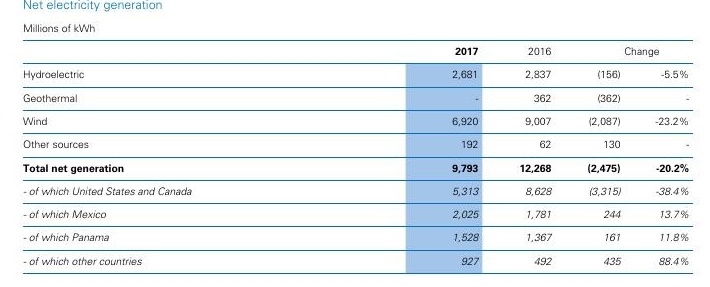 Net electricity generation
Millions of kWh
2017 2016 Change
Hydroelectric 2,681 2,837 (156) -5.5%
Geothermal - 362 (362) -
Wind 6,920 9,007 (2,087) -23.2%
Other sources 192 62 130 -
Total net generation 9,793 12,268 (2,475) -20.2%
- of which United States and Canada 5,313 8,628 (3,315) -38.4%
- of which Mexico 2,025 1,781 244 13.7%
- of which Panama 1,528 1,367 161 11.8%
- of which other countries 927 492 435 88.4%